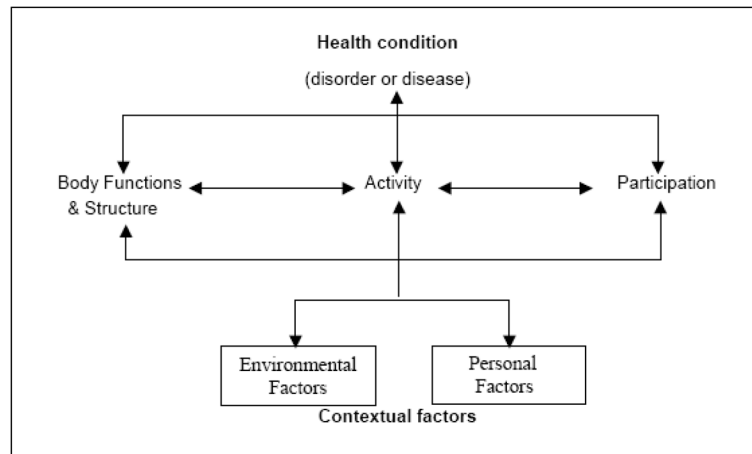 Health condition
(disorder or disease)
Body Functions
& Structure
Activity
Participation
Environmental
Factors
Personal
Factors
Contextual factors